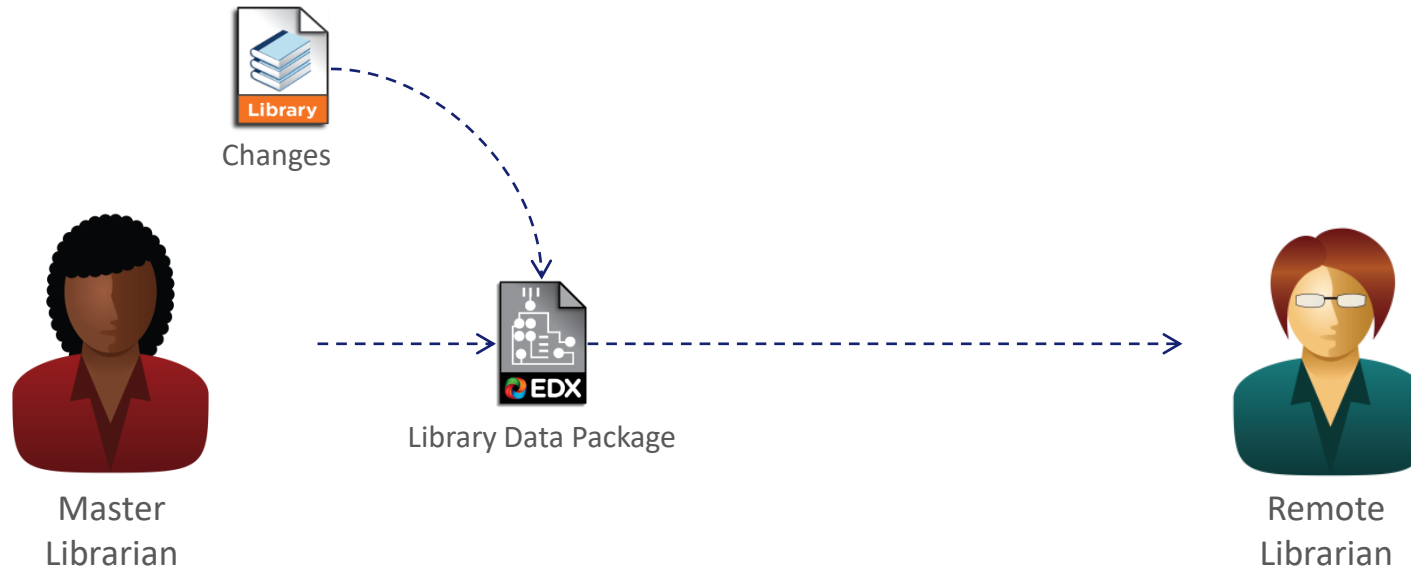 Library
Changes
EDX
Library Data Package
Master
Librarian
Remote
Librarian